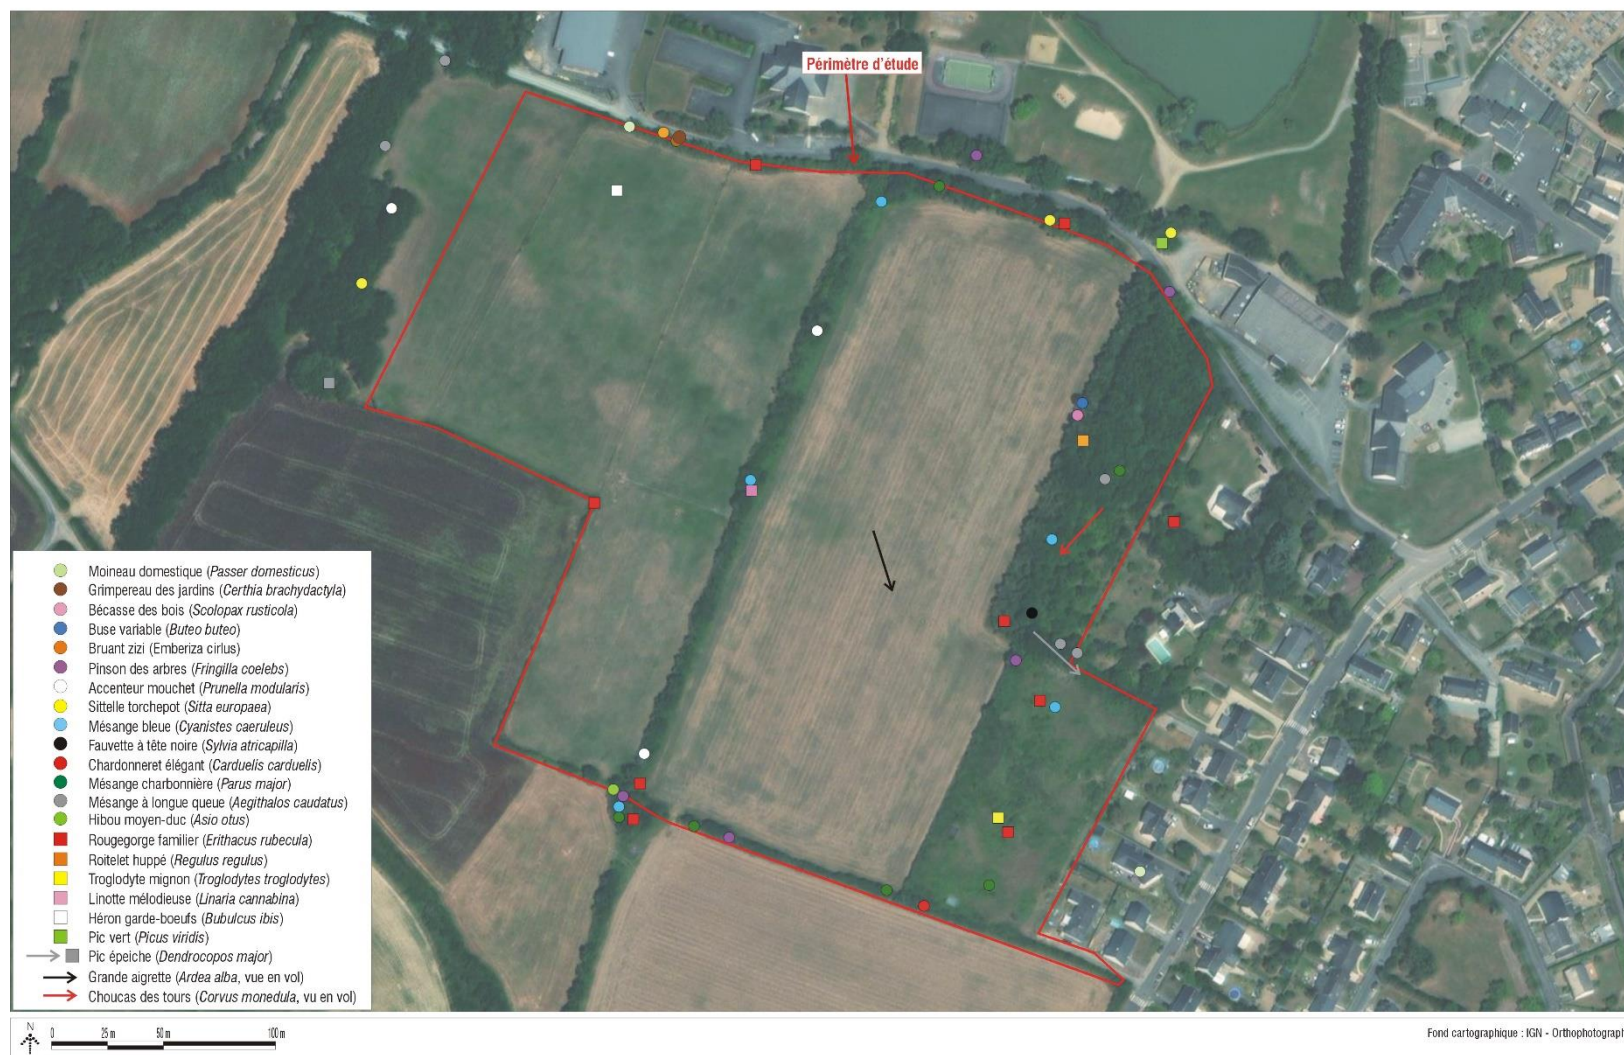 Périmètre d'étude
Moineau domestique (Passer domesticus)
Grimpereau des jardins (Certhia brachydactyla)
Bécasse des bois (Scolopax rusticola)
Buse variable (Buteo buteo)
Bruant zizi (Emberiza cirlus)
Pinson des arbres (Fringilla coelebs)
Accenteur mouchet (Prunella modularis)
Sittelle torchepot (Sitta europaea)
Mésange bleue (Cyanistes caeruleus)
Fauvette à tête noire (Sylvia atricapilla)
Chardonneret élégant (Carduelis carduelis)
Mésange charbonnière (Parus major)
Mésange à longue queue (Aegithalos caudatus)
Hibou moyen-duc (Asio otus)
Rougegorge familier (Erithacus rubecula)
Roitelet huppé (Regulus regulus)
Troglodyte mignon (Troglodytes troglodytes)
Linotte mélodieuse (Linaria cannabina)
Héron garde-boeufs (Bubulcus ibis)
Pic vert (Picus viridis)
Pic épeiche (Dendrocopos major)
Grande aigrette (Ardea alba, vue en vol)
Choucas des tours (Corvus monedula, vu en vol)
N 0 25 m 50 m 100 m
Fond cartographique : IGN - Orthophotograph